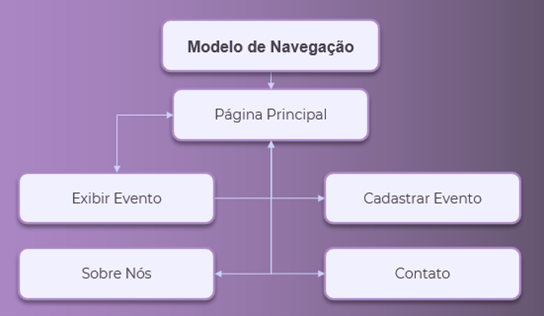 Modelo de Navegação
Página Principal
Exibir Evento
Cadastrar Evento
Sobre Nós
Contato